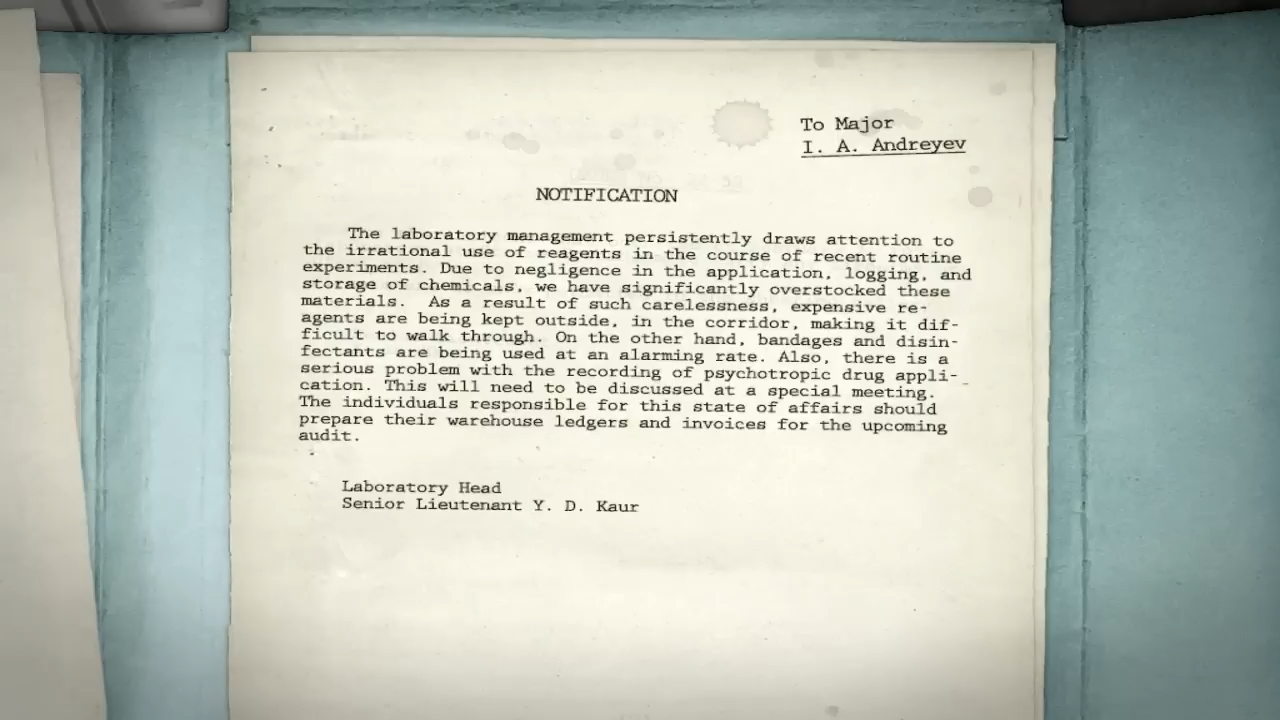 To Major
I. A. Andreyev
NOTIFICATION
The laboratory management persistently draws attention to
the irrational use of reagents in the course of recent routine
experiments. Due to negligence in the application, logging, and
storage of chemicals, we have significantly overstocked these
materials. As a result of such carelessness, expensive re-
agents are being kept outside, in the corridor, making it dif-
ficult to walk through. On the other hand, bandages and disin-
fectants are being used at an alarming rate. Also, there is a
serious problem with the recording of psychotropic drug appli-
cation. This will need to be discussed at a special meeting.
The individuals responsible for this state of affairs should
prepare their warehouse ledgers and invoices for the upcoming
audit.
Laboratory Head
Senior Lieutenant Y. D. Kaur